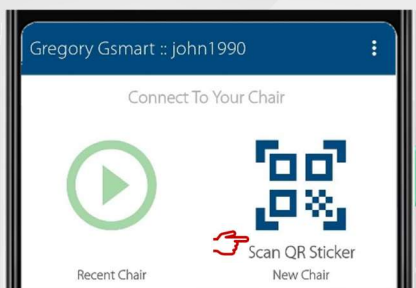 Gregory Gsmart :: john1990
Connect To Your Chair
Scan QR Sticker
Recent Chair
New Chair